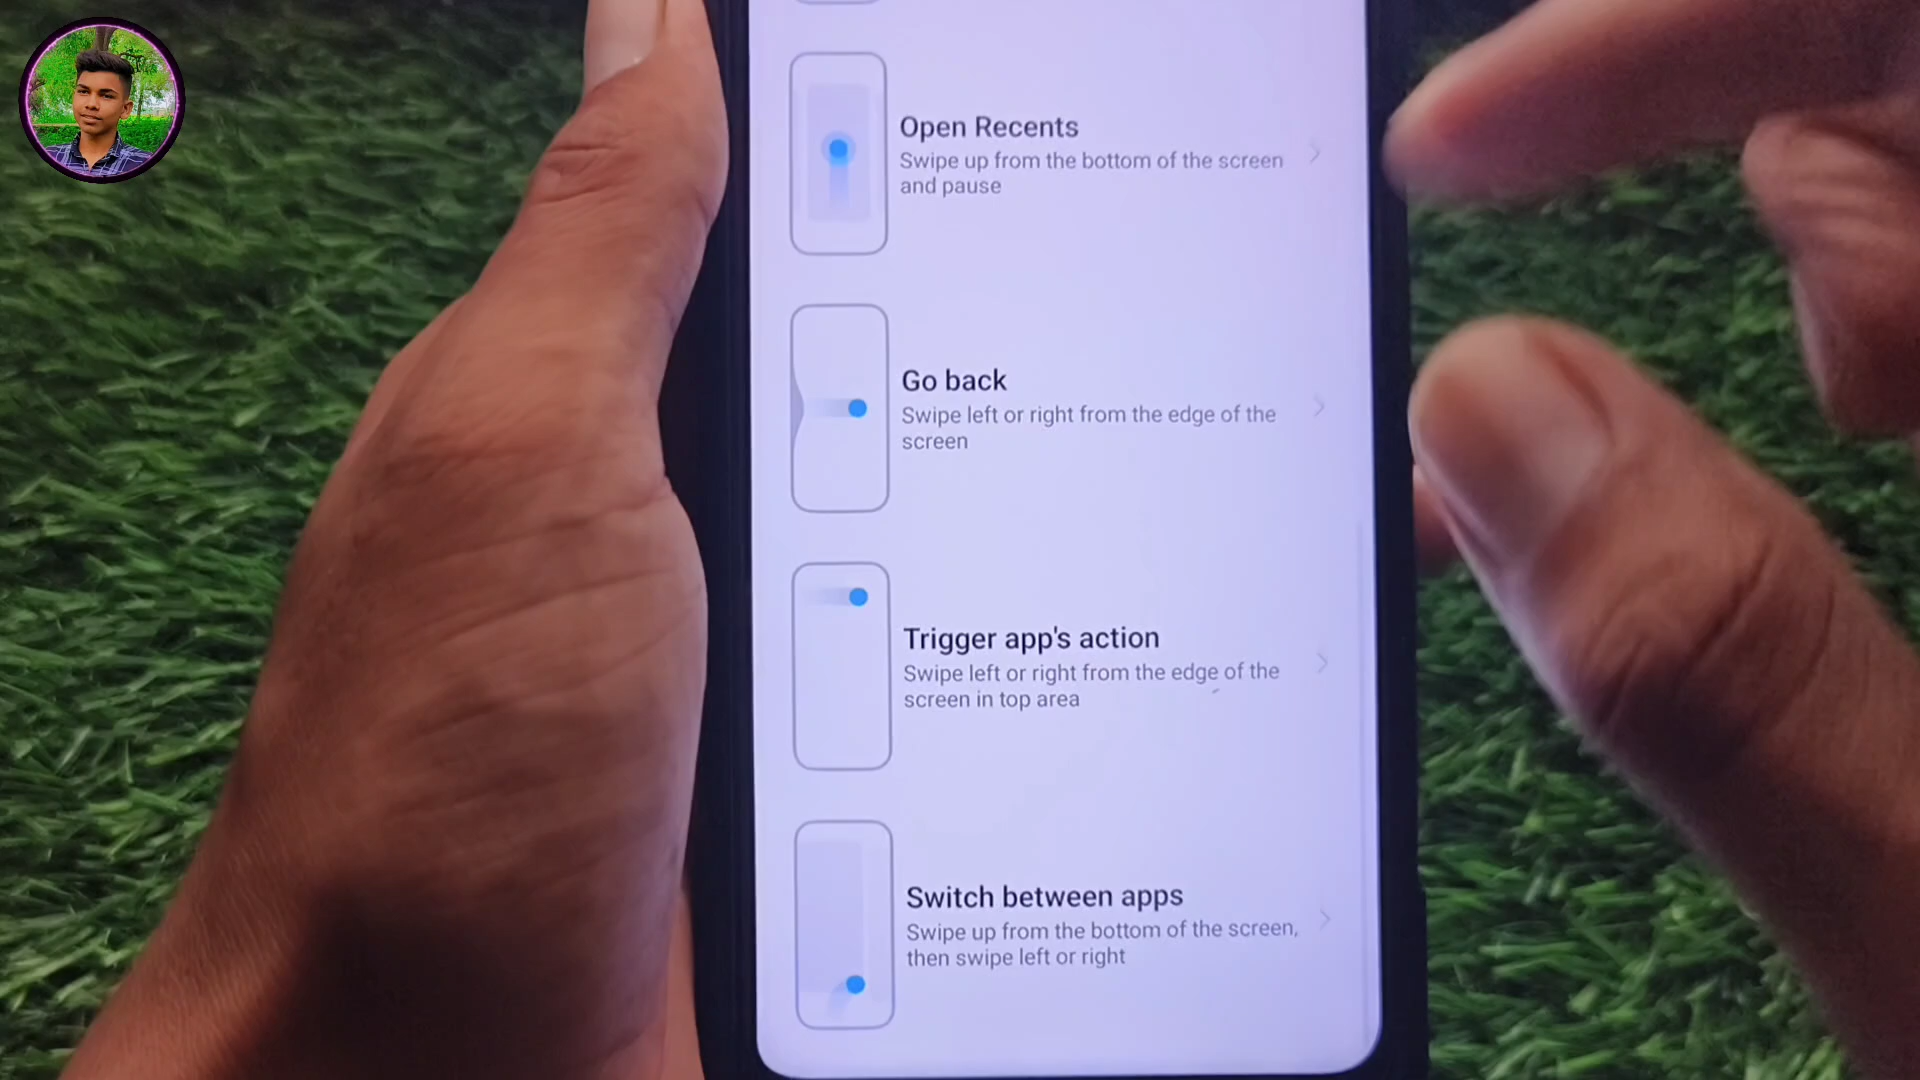 Open Recents
Swipe up from the bottom of the screen
and pause
Go back
Swipe left or right from the edge of the
screen
Trigger app's action
Swipe left or right from the edge of the
screen in top area
Switch between apps
Swipe up from the bottom of the screen,
then swipe left or right